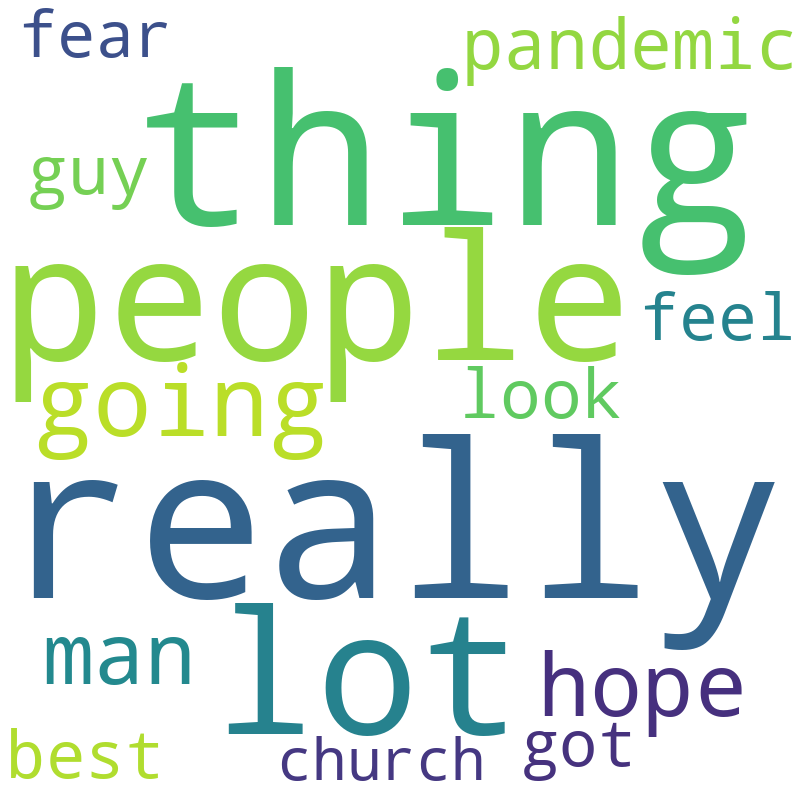 fear
pandemic
thing
guy
people
feel
going
look
really
man
lot
hope
best
church
got